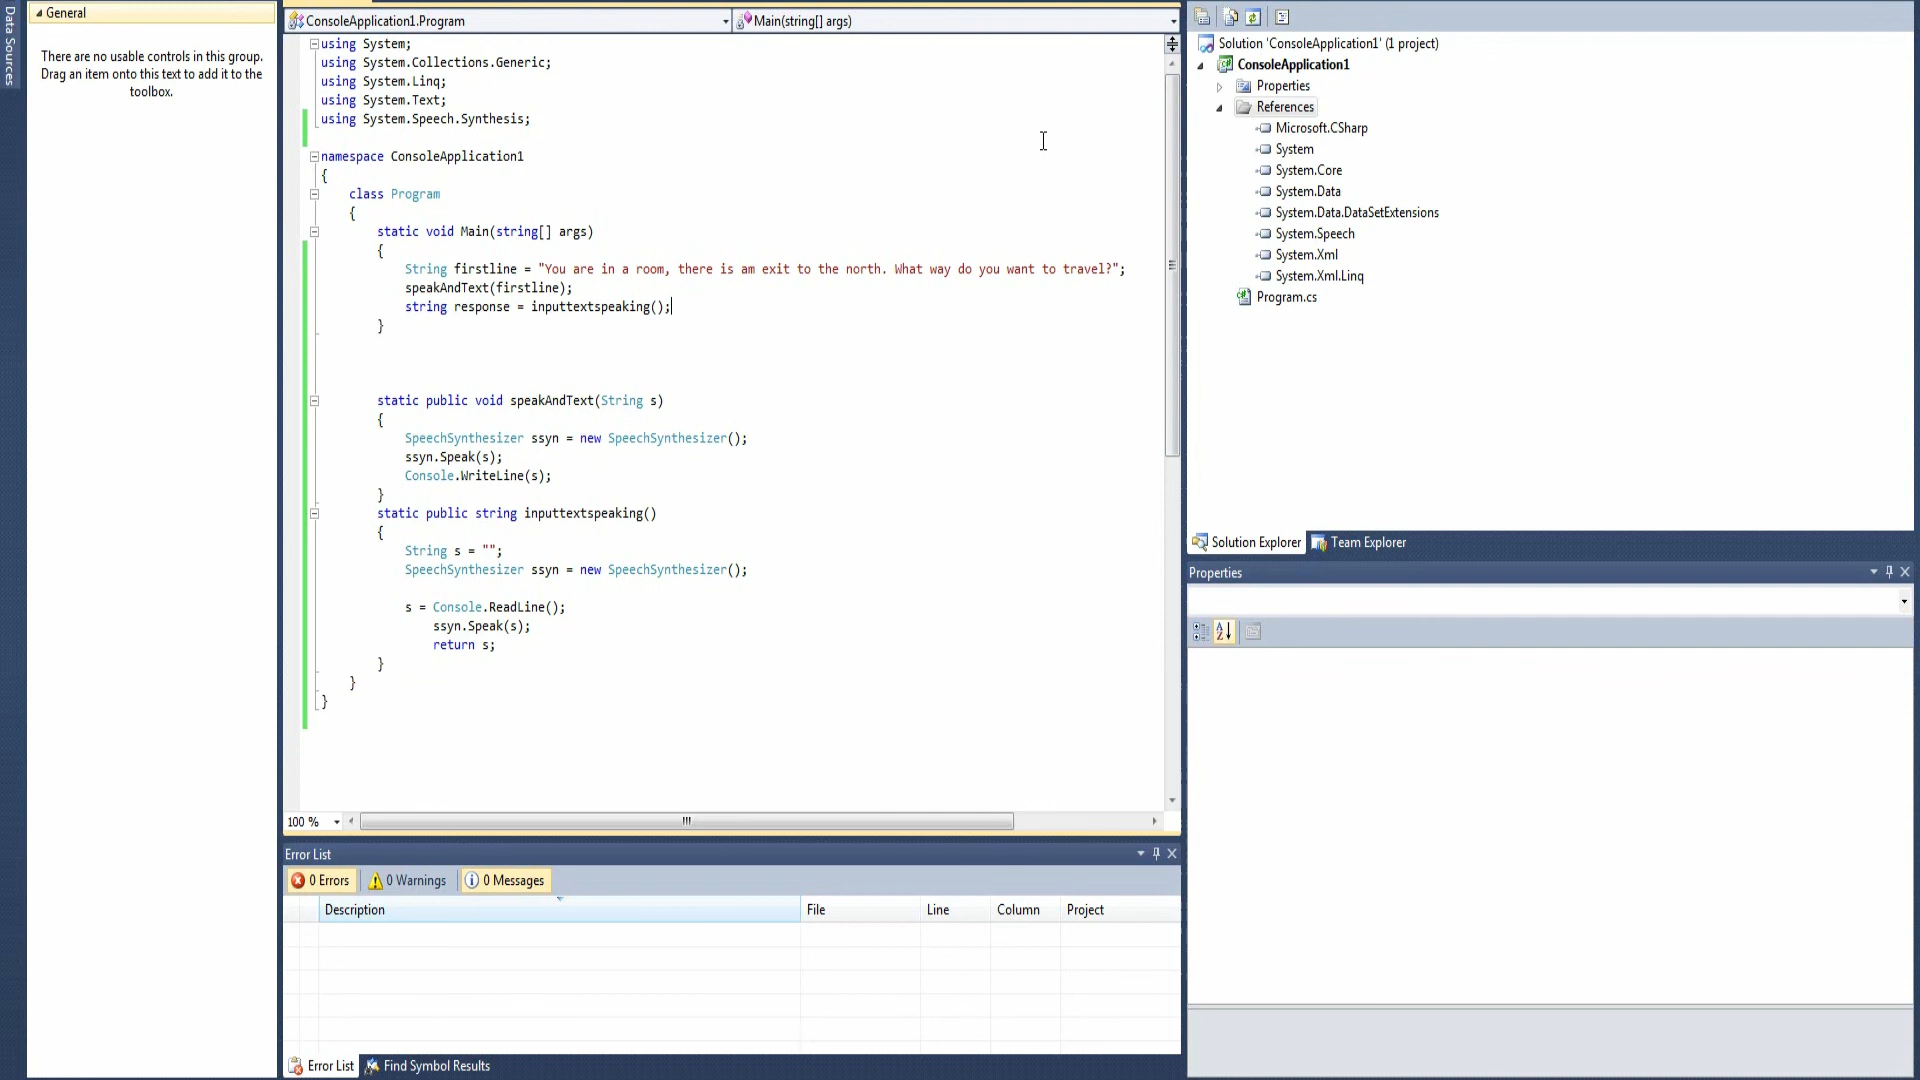 Data Sources
General
There are no usable controls in this group.
Drag an item onto this text to add it to the
toolbox.
ConsoleApplication1.Program
Main(string[] args)
using System;
using System.Collections.Generic;
using System.Linq;
using System.Text;
using System.Speech.Synthesis;
namespace ConsoleApplication1
{
class Program
{
static void Main(string[] args)
{
String firstline = "You are in a room, there is am exit to the north. What way do you want to travel?";
speakAndText(firstline);
string response = inputtextspeaking();
}
static public void speakAndText(String s)
{
SpeechSynthesizer ssyn = new SpeechSynthesizer();
ssyn.Speak(s);
Console.WriteLine(s);
}
static public string inputtextspeaking()
{
String s = "";
SpeechSynthesizer ssyn = new SpeechSynthesizer();
s = Console.ReadLine();
ssyn.Speak(s);
return s;
}
}
}
100 %
Error List
0 Errors
0 Warnings
0 Messages
Description
File
Line
Column
Project
Error List
Find Symbol Results
Solution 'ConsoleApplication1' (1 project)
ConsoleApplication1
Properties
References
Microsoft.CSharp
System
System.Core
System.Data
System.Data.DataSetExtensions
System.Speech
System.Xml
System.Xml.Linq
Program.cs
Solution Explorer
Team Explorer
Properties